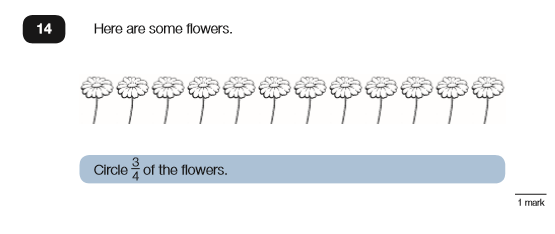 14 Here are some flowers.
Circle 3/4 of the flowers.
1 mark